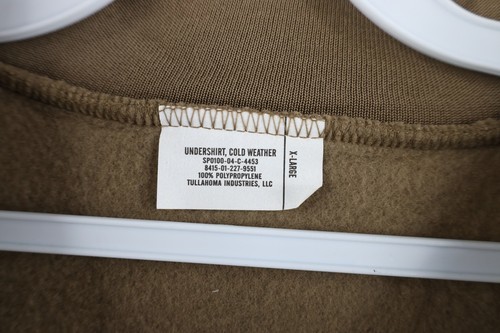 UNDERSHIRT, COLD WEATHER
SP0100-04-C-4453
8415-01-227-9551
100% POLYPROPYLENE
TULLAHOMA INDUSTRIES, LLC
X-LARGE